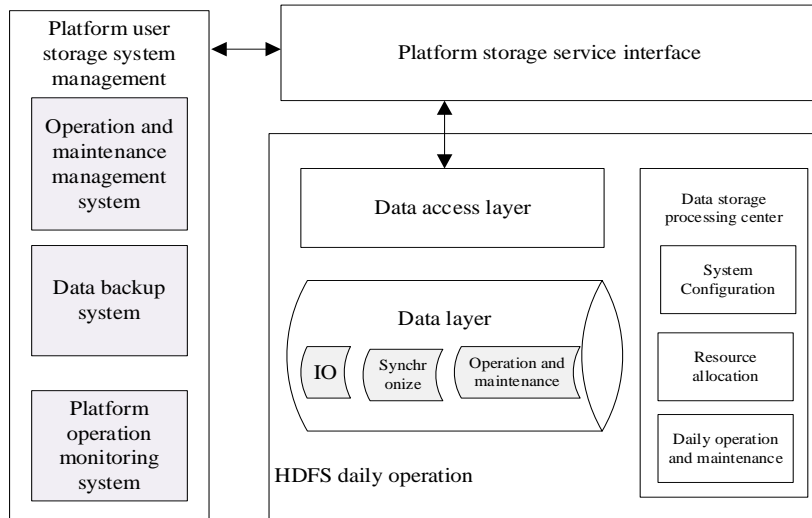 Platform user
storage system
management
Operation and
maintenance
management
system
Data backup
system
Platform
operation
monitoring
system
Platform storage service interface
Data access layer
Data layer
IO
Synchr
onize
Operation and
maintenance
HDFS daily operation
Data storage
processing center
System
Configuration
Resource
allocation
Daily operation
and maintenance